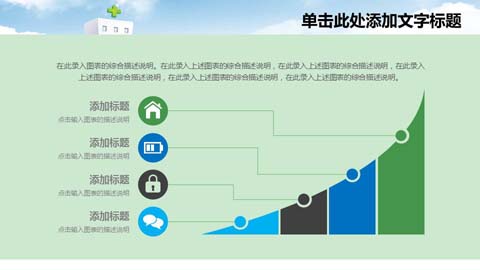 单击此处添加文字标题
在此录入图表的综合描述说明。在此录入上述图表的综合描述说明，在此录入上述图表的综合描述说明，在此录入
上述图表的综合描述说明，在此录入上述图表的综合描述说明，在此录入上述图表的综合描述说明。
添加标题
点击输入图表的描述说明
添加标题
点击输入图表的描述说明
添加标题
点击输入图表的描述说明
添加标题
点击输入图表的描述说明